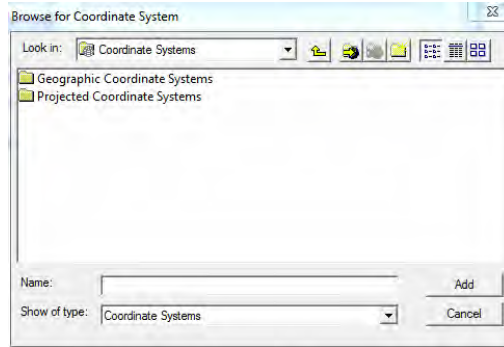 Browse for Coordinate System
Look in: Coordinate Systems
Geographic Coordinate Systems
Projected Coordinate Systems
Name: Add
Show of type: Coordinate Systems Cancel